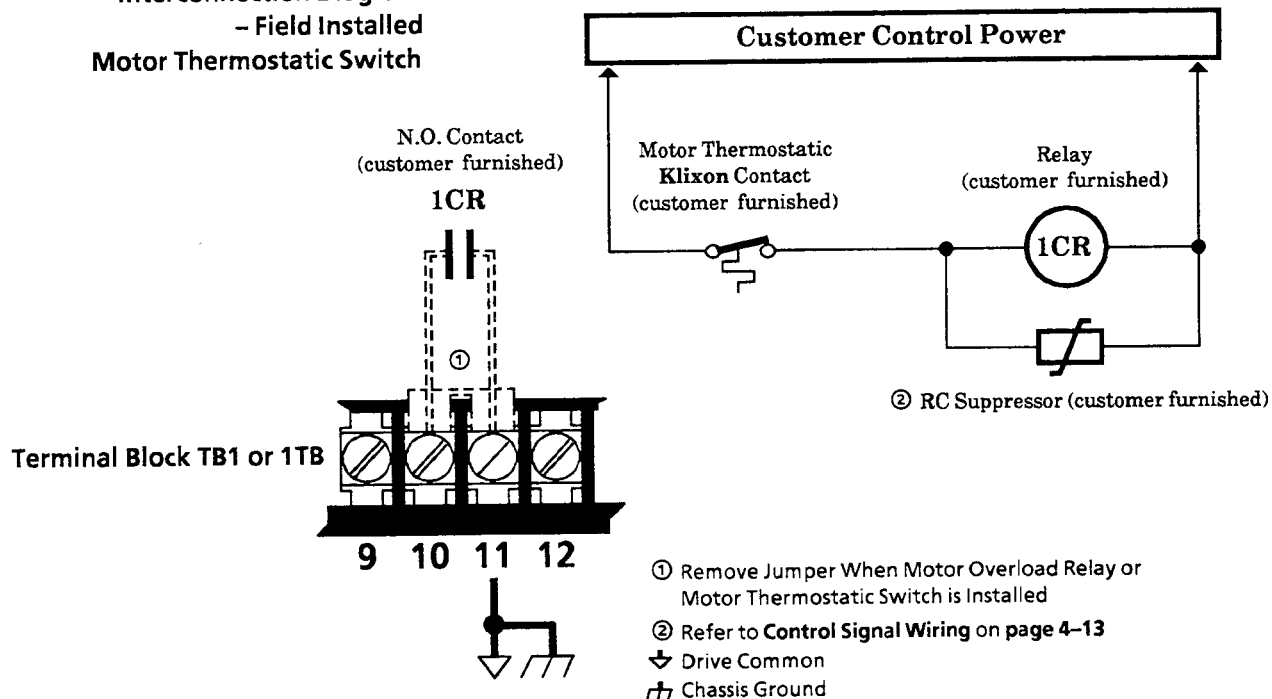 – Field Installed
Motor Thermostatic Switch
Customer Control Power
N.O. Contact
(customer furnished)
1CR
Motor Thermostatic
Klixon Contact
(customer furnished)
Relay
(customer furnished)
1CR
①
② RC Suppressor (customer furnished)
Terminal Block TB1 or 1TB
9 10 11 12
① Remove Jumper When Motor Overload Relay or
Motor Thermostatic Switch is Installed
② Refer to Control Signal Wiring on page 4–13
Drive Common
Chassis Ground